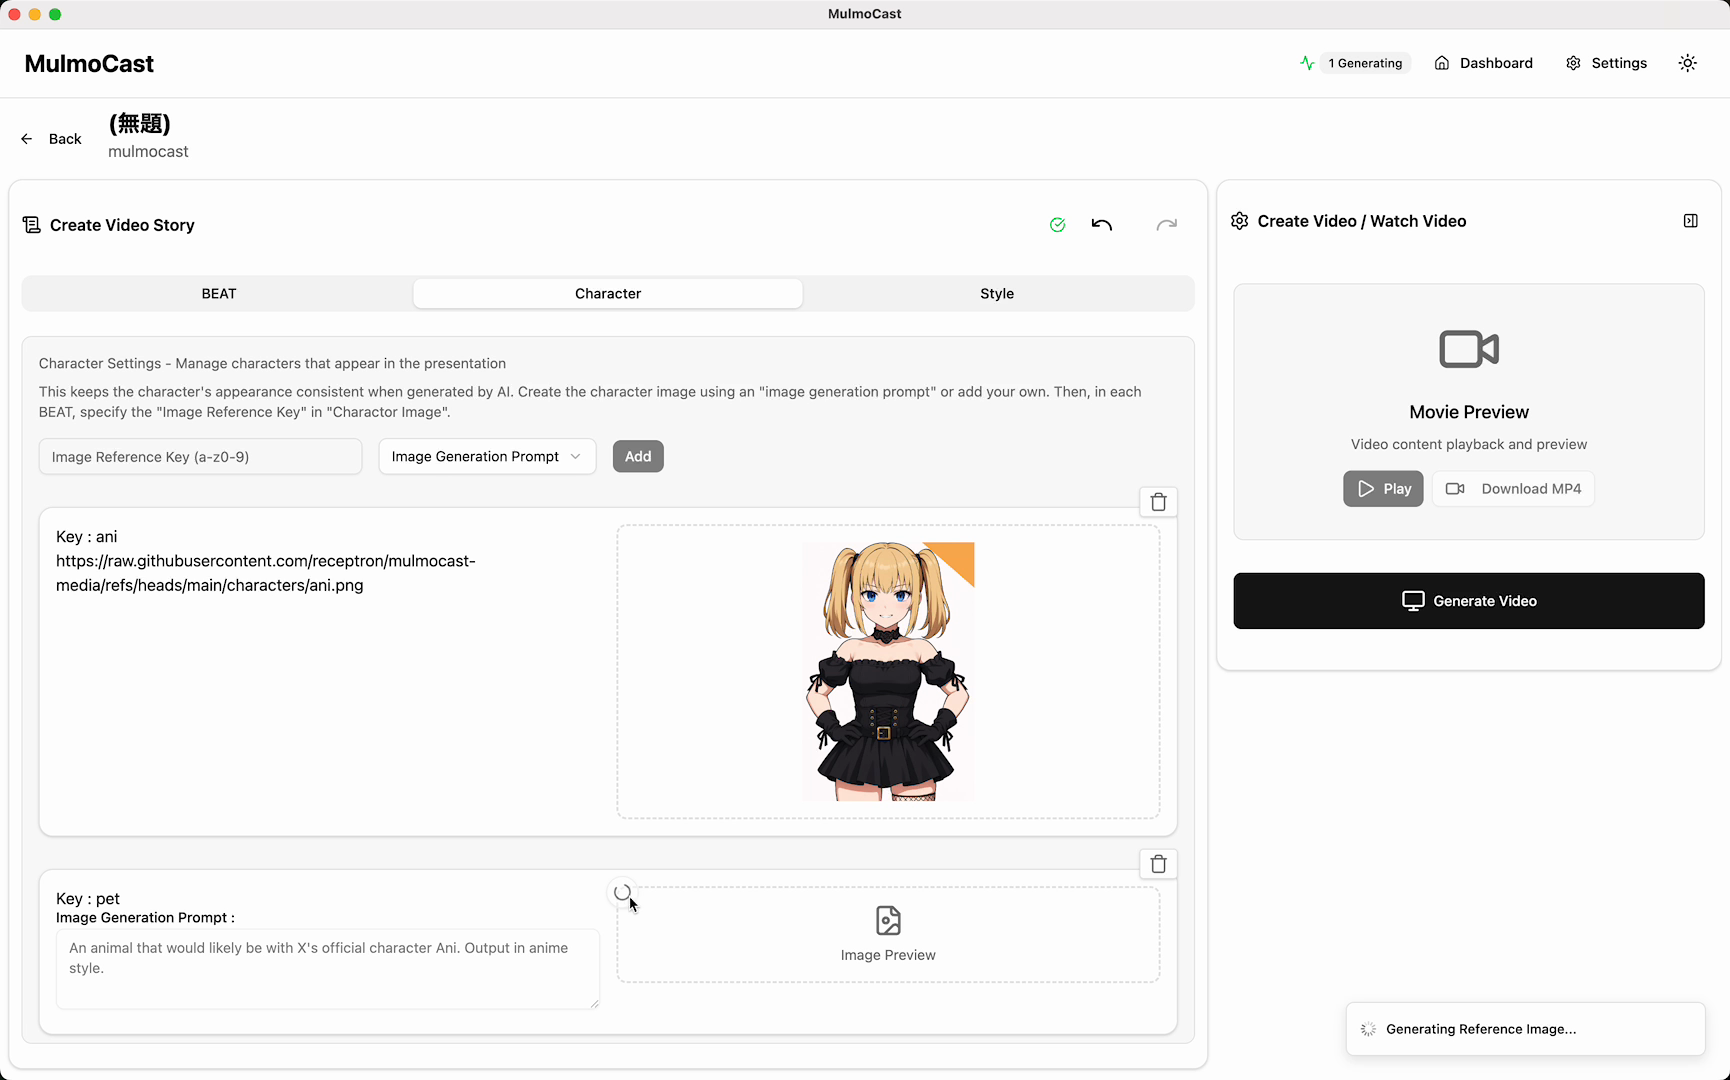 MulmoCast
MulmoCast
1 Generating
Dashboard
Settings
Back
(無題)
mulmocast
Create Video Story
BEAT
Character
Style
Character Settings - Manage characters that appear in the presentation
This keeps the character's appearance consistent when generated by AI. Create the character image using an "image generation prompt" or add your own. Then, in each
BEAT, specify the "Image Reference Key" in "Charactor Image".
Image Reference Key (a-z0-9)
Image Generation Prompt
Add
Key : ani
https://raw.githubusercontent.com/receptron/mulmocast-
media/refs/heads/main/characters/ani.png
Key : pet
Image Generation Prompt :
An animal that would likely be with X's official character Ani. Output in anime
style.
Image Preview
Create Video / Watch Video
Movie Preview
Video content playback and preview
Play
Download MP4
Generate Video
Generating Reference Image...